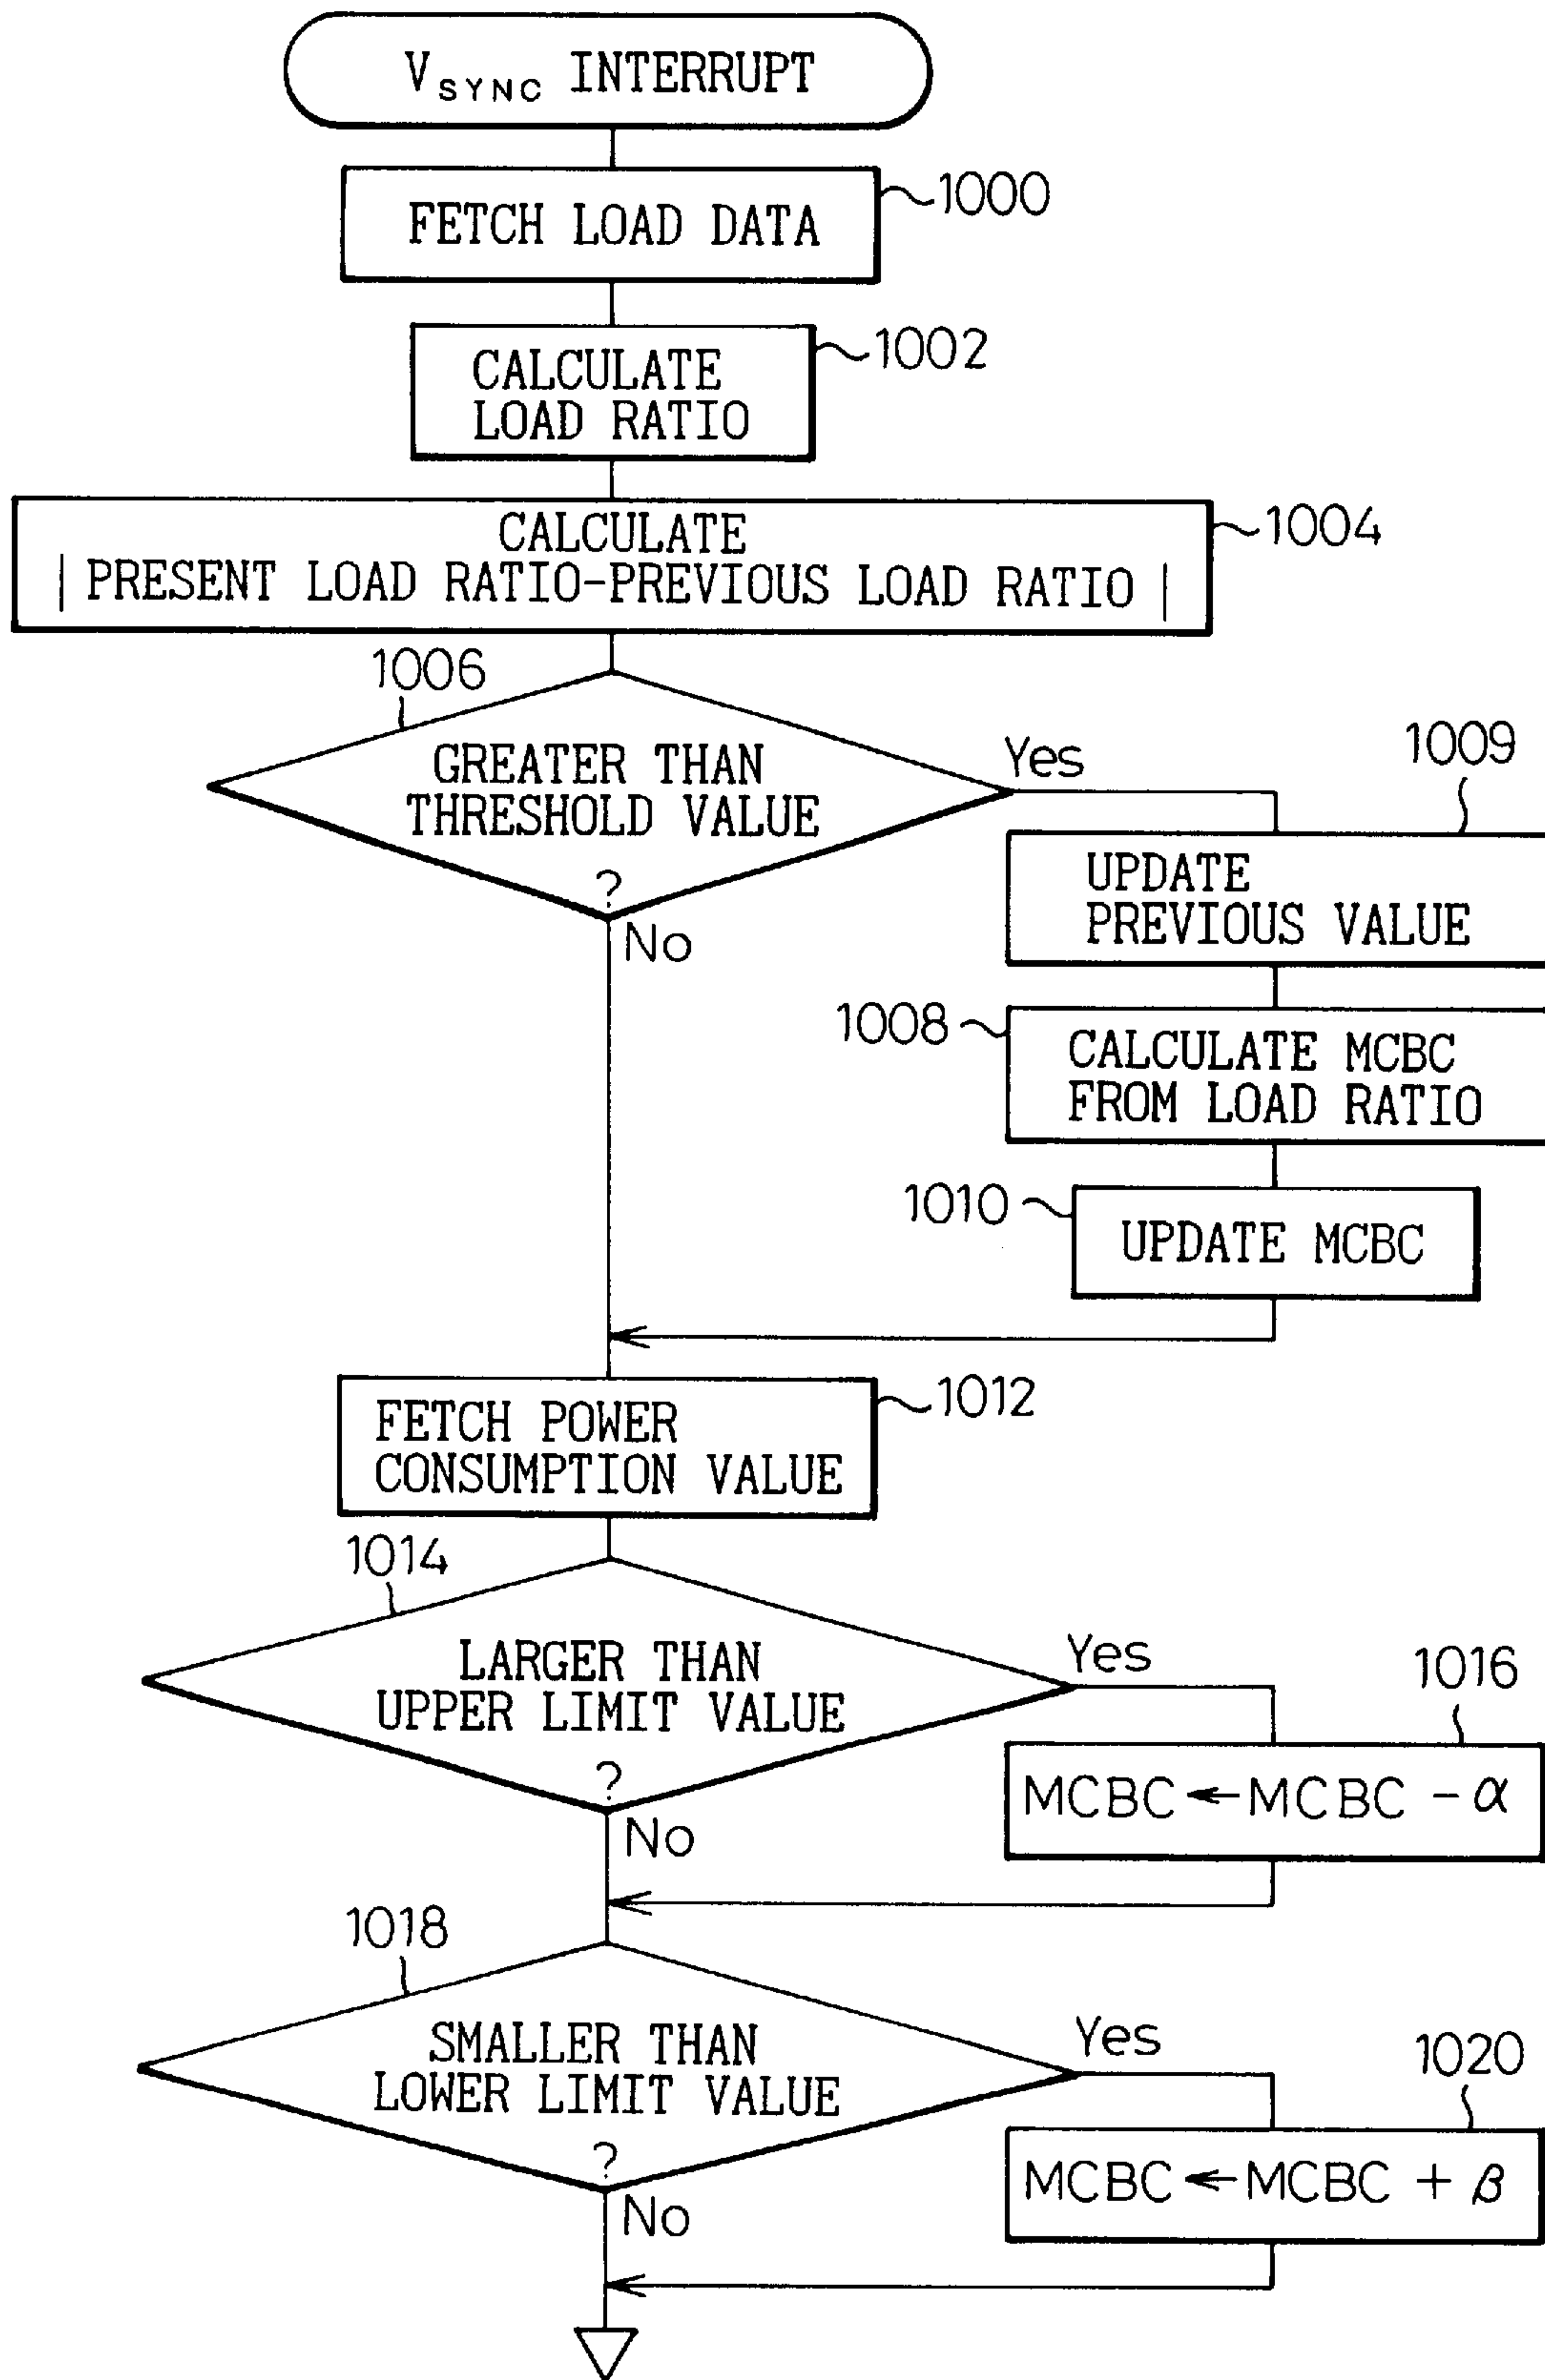 VSYNC INTERRUPT
FETCH LOAD DATA
1000
CALCULATE
LOAD RATIO
1002
CALCULATE
| PRESENT LOAD RATIO-PREVIOUS LOAD RATIO |
1004
1006
GREATER THAN
THRESHOLD VALUE
?
Yes
No
1009
UPDATE
PREVIOUS VALUE
1008
CALCULATE MCBC
FROM LOAD RATIO
1010
UPDATE MCBC
FETCH POWER
CONSUMPTION VALUE
1012
1014
LARGER THAN
UPPER LIMIT VALUE
?
Yes
No
1016
MCBC←MCBC - α
1018
SMALLER THAN
LOWER LIMIT VALUE
?
Yes
No
1020
MCBC←MCBC + β